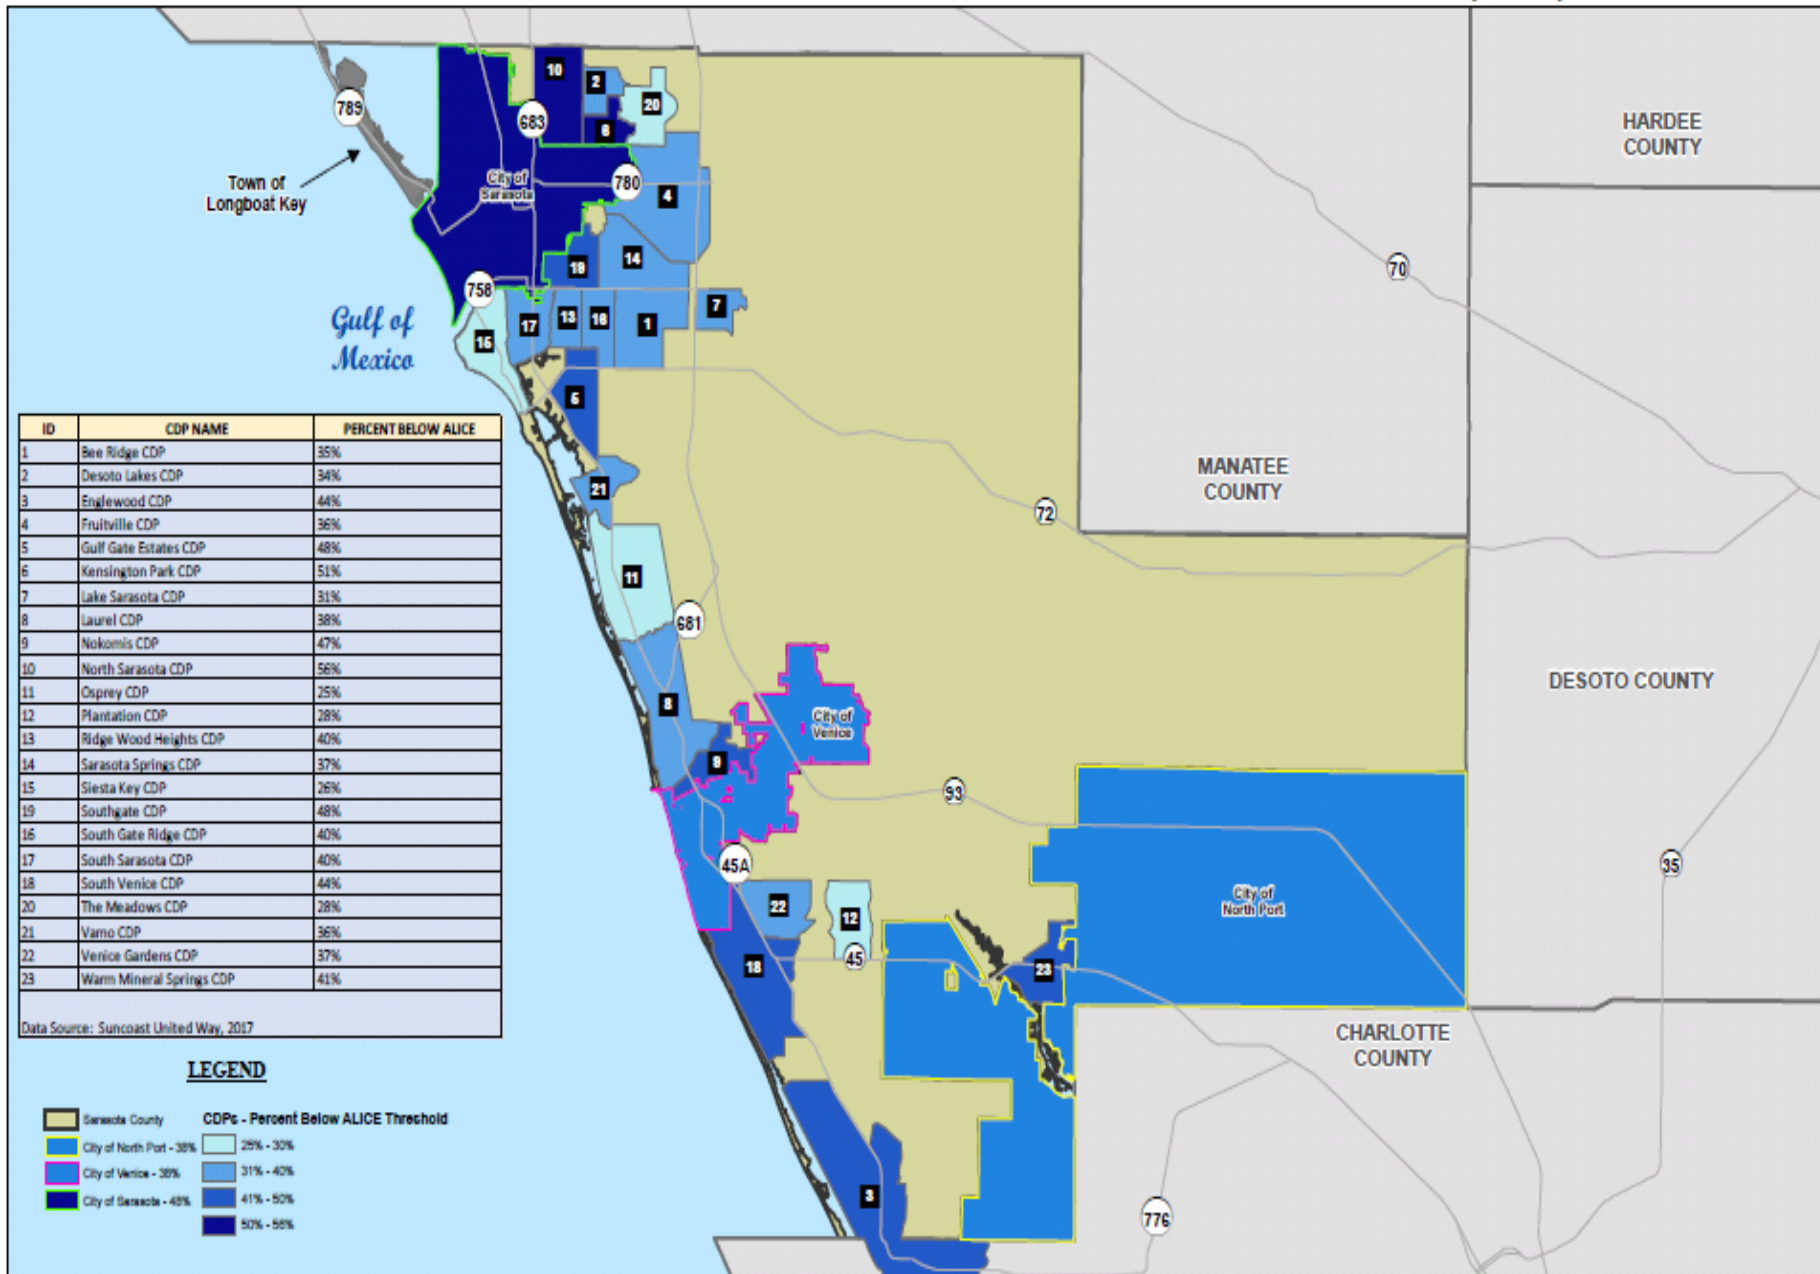 789
Town of
Longboat Key
683
10
2
20
6
City of
Sarasota
780
4
19
14
758
Gulf of
Mexico
15
17
13
16
1
7
5
21
11
681
8
9
City of
Venice
72
70
93
45A
22
12
45
18
23
City of
North Port
3
35
776
HARDEE
COUNTY
MANATEE
COUNTY
DESOTO COUNTY
CHARLOTTE
COUNTY
ID CDP NAME PERCENT BELOW ALICE
1 Bee Ridge CDP 35%
2 Desoto Lakes CDP 34%
3 Englewood CDP 44%
4 Fruitville CDP 36%
5 Gulf Gate Estates CDP 48%
6 Kensington Park CDP 51%
7 Lake Sarasota CDP 31%
8 Laurel CDP 38%
9 Nokomis CDP 47%
10 North Sarasota CDP 56%
11 Osprey CDP 25%
12 Plantation CDP 28%
13 Ridge Wood Heights CDP 40%
14 Sarasota Springs CDP 37%
15 Siesta Key CDP 26%
19 Southgate CDP 48%
16 South Gate Ridge CDP 40%
17 South Sarasota CDP 40%
18 South Venice CDP 44%
20 The Meadows CDP 28%
21 Vamo CDP 36%
22 Venice Gardens CDP 37%
23 Warm Mineral Springs CDP 41%
Data Source: Suncoast United Way, 2017
LEGEND
Sarasota County
City of North Port - 38%
City of Venice - 38%
City of Sarasota - 48%
CDPs - Percent Below ALICE Threshold
25% - 30%
31% - 40%
41% - 50%
50% - 56%